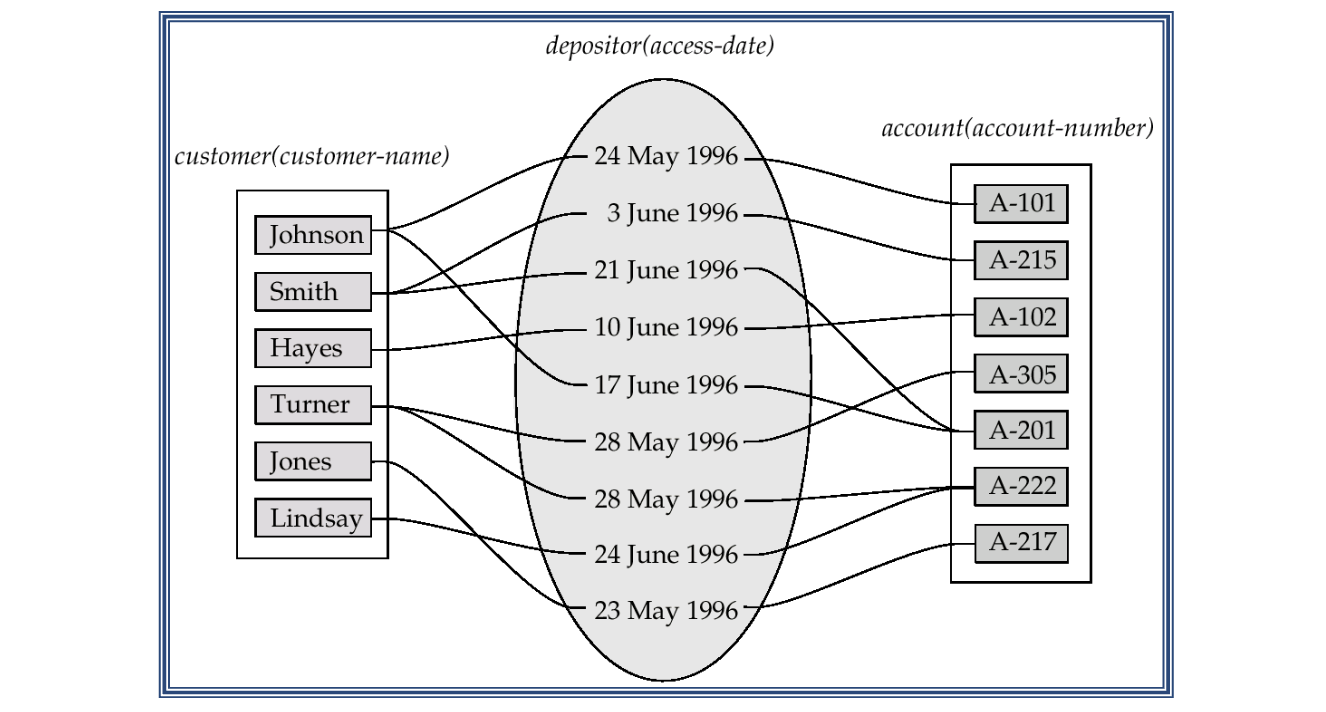 depositor(access-date)
customer(customer-name)
account(account-number)
Johnson
Smith
Hayes
Turner
Jones
Lindsay
24 May 1996
3 June 1996
21 June 1996
10 June 1996
17 June 1996
28 May 1996
28 May 1996
24 June 1996
23 May 1996
A-101
A-215
A-102
A-305
A-201
A-222
A-217